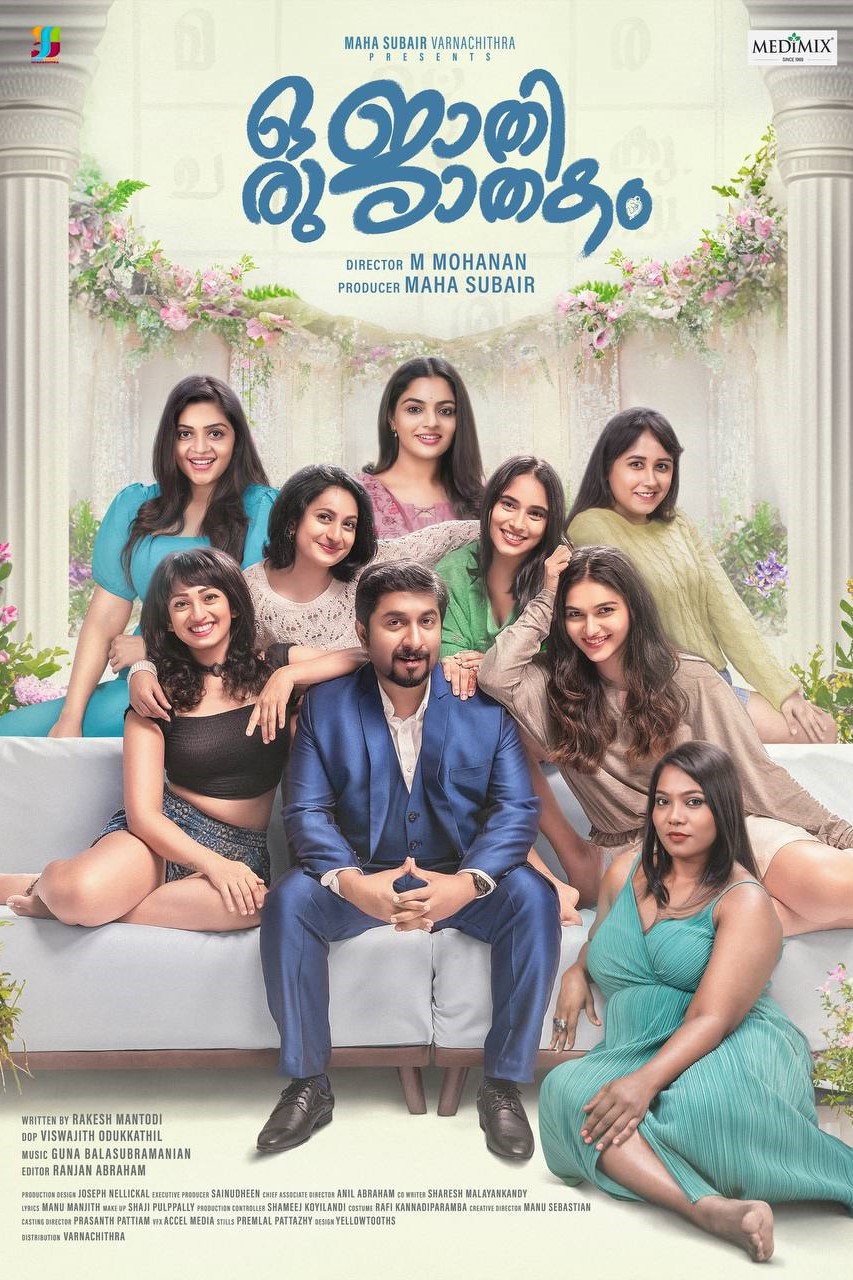 MAHA SUBAIR VARNACHITHRA
PRESENTS
MEDIMIX
SINCE 1969
ഒരു ജാതി
ജാതകം
DIRECTOR M MOHANAN
PRODUCER MAHA SUBAIR
WRITTEN BY RAKESH MANTODI
DOP VISWAJITH ODUKKATHIL
MUSIC GUNA BALASUBRAMANIAN
EDITOR RANJAN ABRAHAM
PRODUCTION DESIGN JOSEPH NELLICKAL EXECUTIVE PRODUCER SAINUDHEEN CHIEF ASSOCIATE DIRECTOR ANIL ABRAHAM CO WRITER SHARESH MALAYANKANDY
LYRICS MANU MANJITH MAKE UP SHAJI PULPPALLY PRODUCTION CONTROLLER SHAMEEJ KOYILANDI COSTUME RAFI KANNADIPARAMBA CREATIVE DIRECTOR MANU SEBASTIAN
CASTING DIRECTOR PRASANTH PATTIAM VFX ACCEL MEDIA STILLS PREMLAL PATTAZHY DESIGN YELLOWTOOTHS
DISTRIBUTION VARNACHITHRA